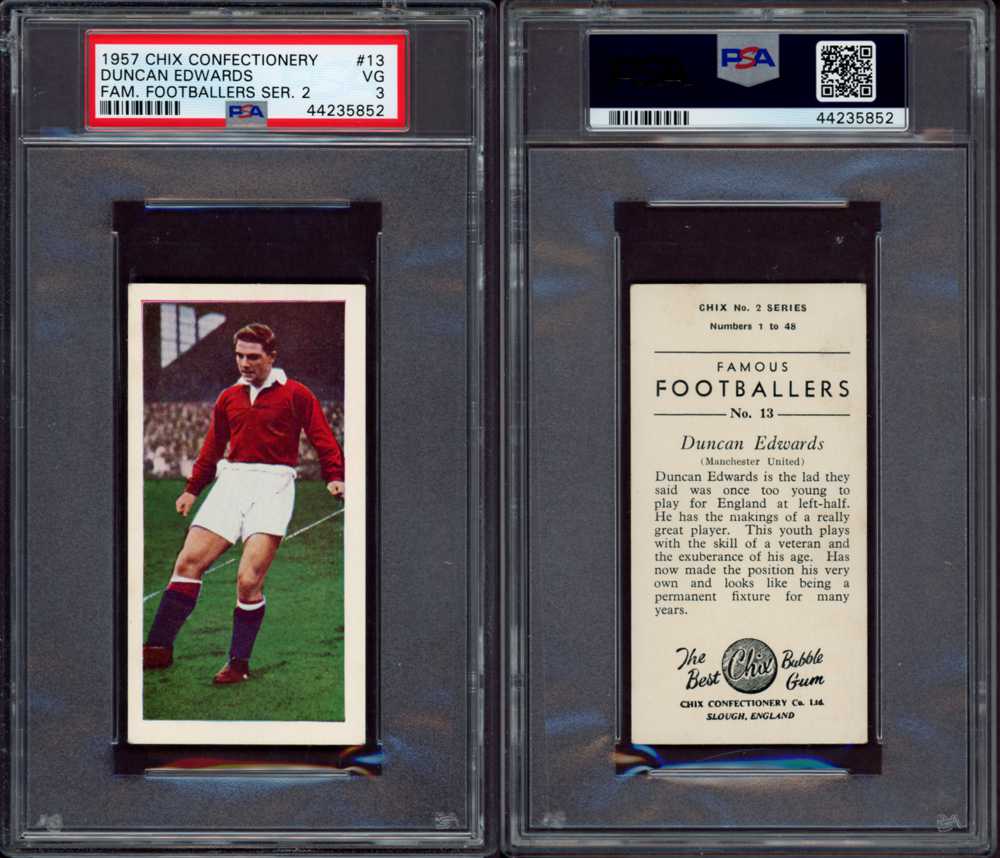 1957 CHIX CONFECTIONERY #13
DUNCAN EDWARDS VG
FAM. FOOTBALLERS SER. 2 3
PSA 44235852
PSA
44235852
CHIX No. 2 SERIES
Numbers 1 to 48
FAMOUS
FOOTBALLERS
No. 13
Duncan Edwards
(Manchester United)
Duncan Edwards is the lad they
said was once too young to
play for England at left-half.
He has the makings of a really
great player. This youth plays
with the skill of a veteran and
the exuberance of his age. Has
now made the position his very
own and looks like being a
permanent fixture for many
years.
The Best Chix Bubble Gum
CHIX CONFECTIONERY Co. Ltd.
SLOUGH, ENGLAND